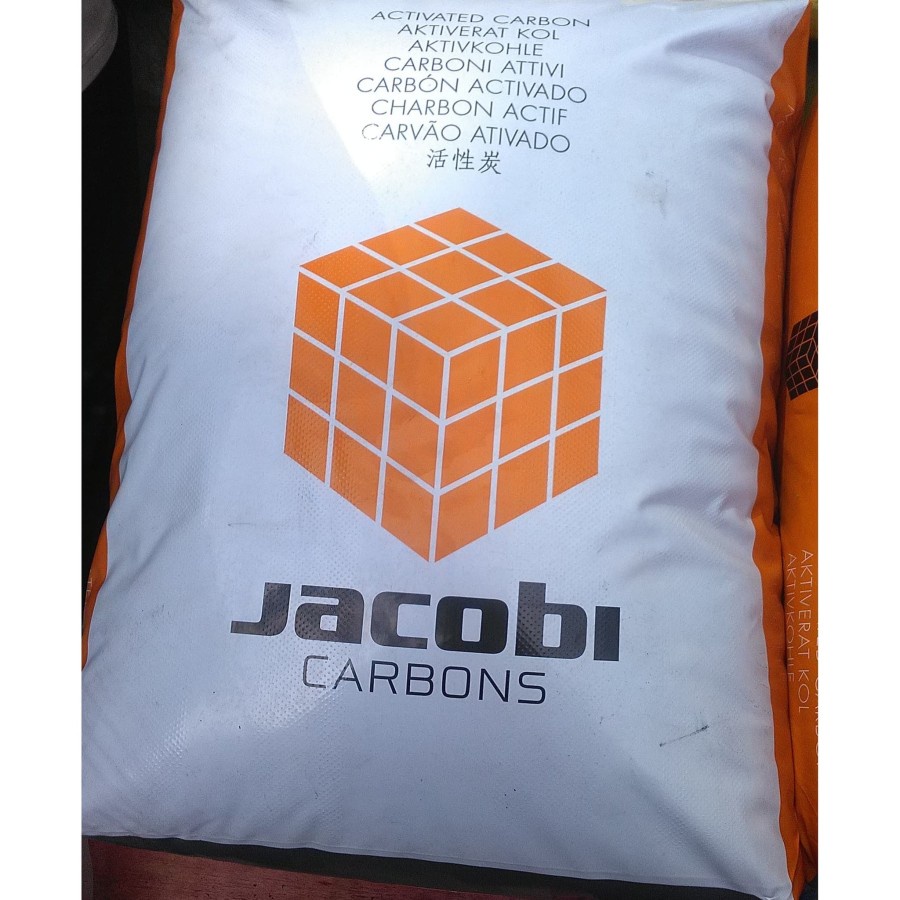 ACTIVATED CARBON
AKTIVERAT KOL
AKTIVKOHLE
CARBONI ATTIVI
CARBÓN ACTIVADO
CHARBON ACTIF
CARVÃO ATIVADO
活性炭
Jacobi
CARBONS
AKTIVERAT KOL
AKTIVKOHLE